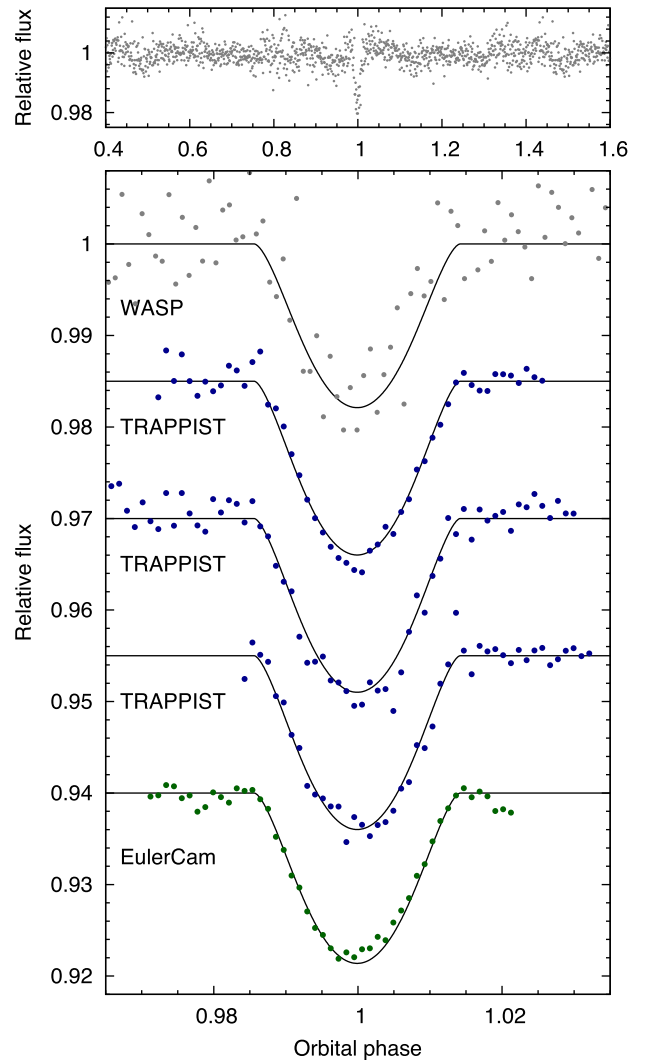 Relative flux
1
0.98
0.4 0.6 0.8 1 1.2 1.4 1.6
1
0.99
WASP
0.98
TRAPPIST
0.97
TRAPPIST
Relative flux
0.96
0.95
TRAPPIST
0.94
EulerCam
0.93
0.92
0.98 1 1.02
Orbital phase